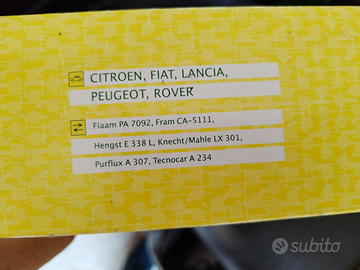 CITROEN, FIAT, LANCIA,
PEUGEOT, ROVER
Fiaam PA 7092, Fram CA-5111,
Hengst E 338 L, Knecht/Mahle LX 301,
Purflux A 307, Tecnocar A 234
subito